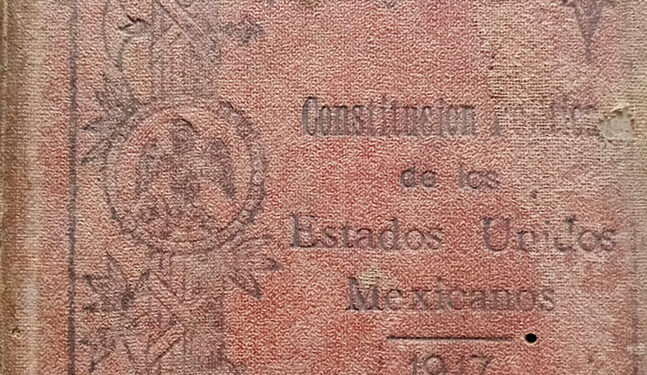 Constitucion
de los
Estados Unidos
Mexicanos
1917